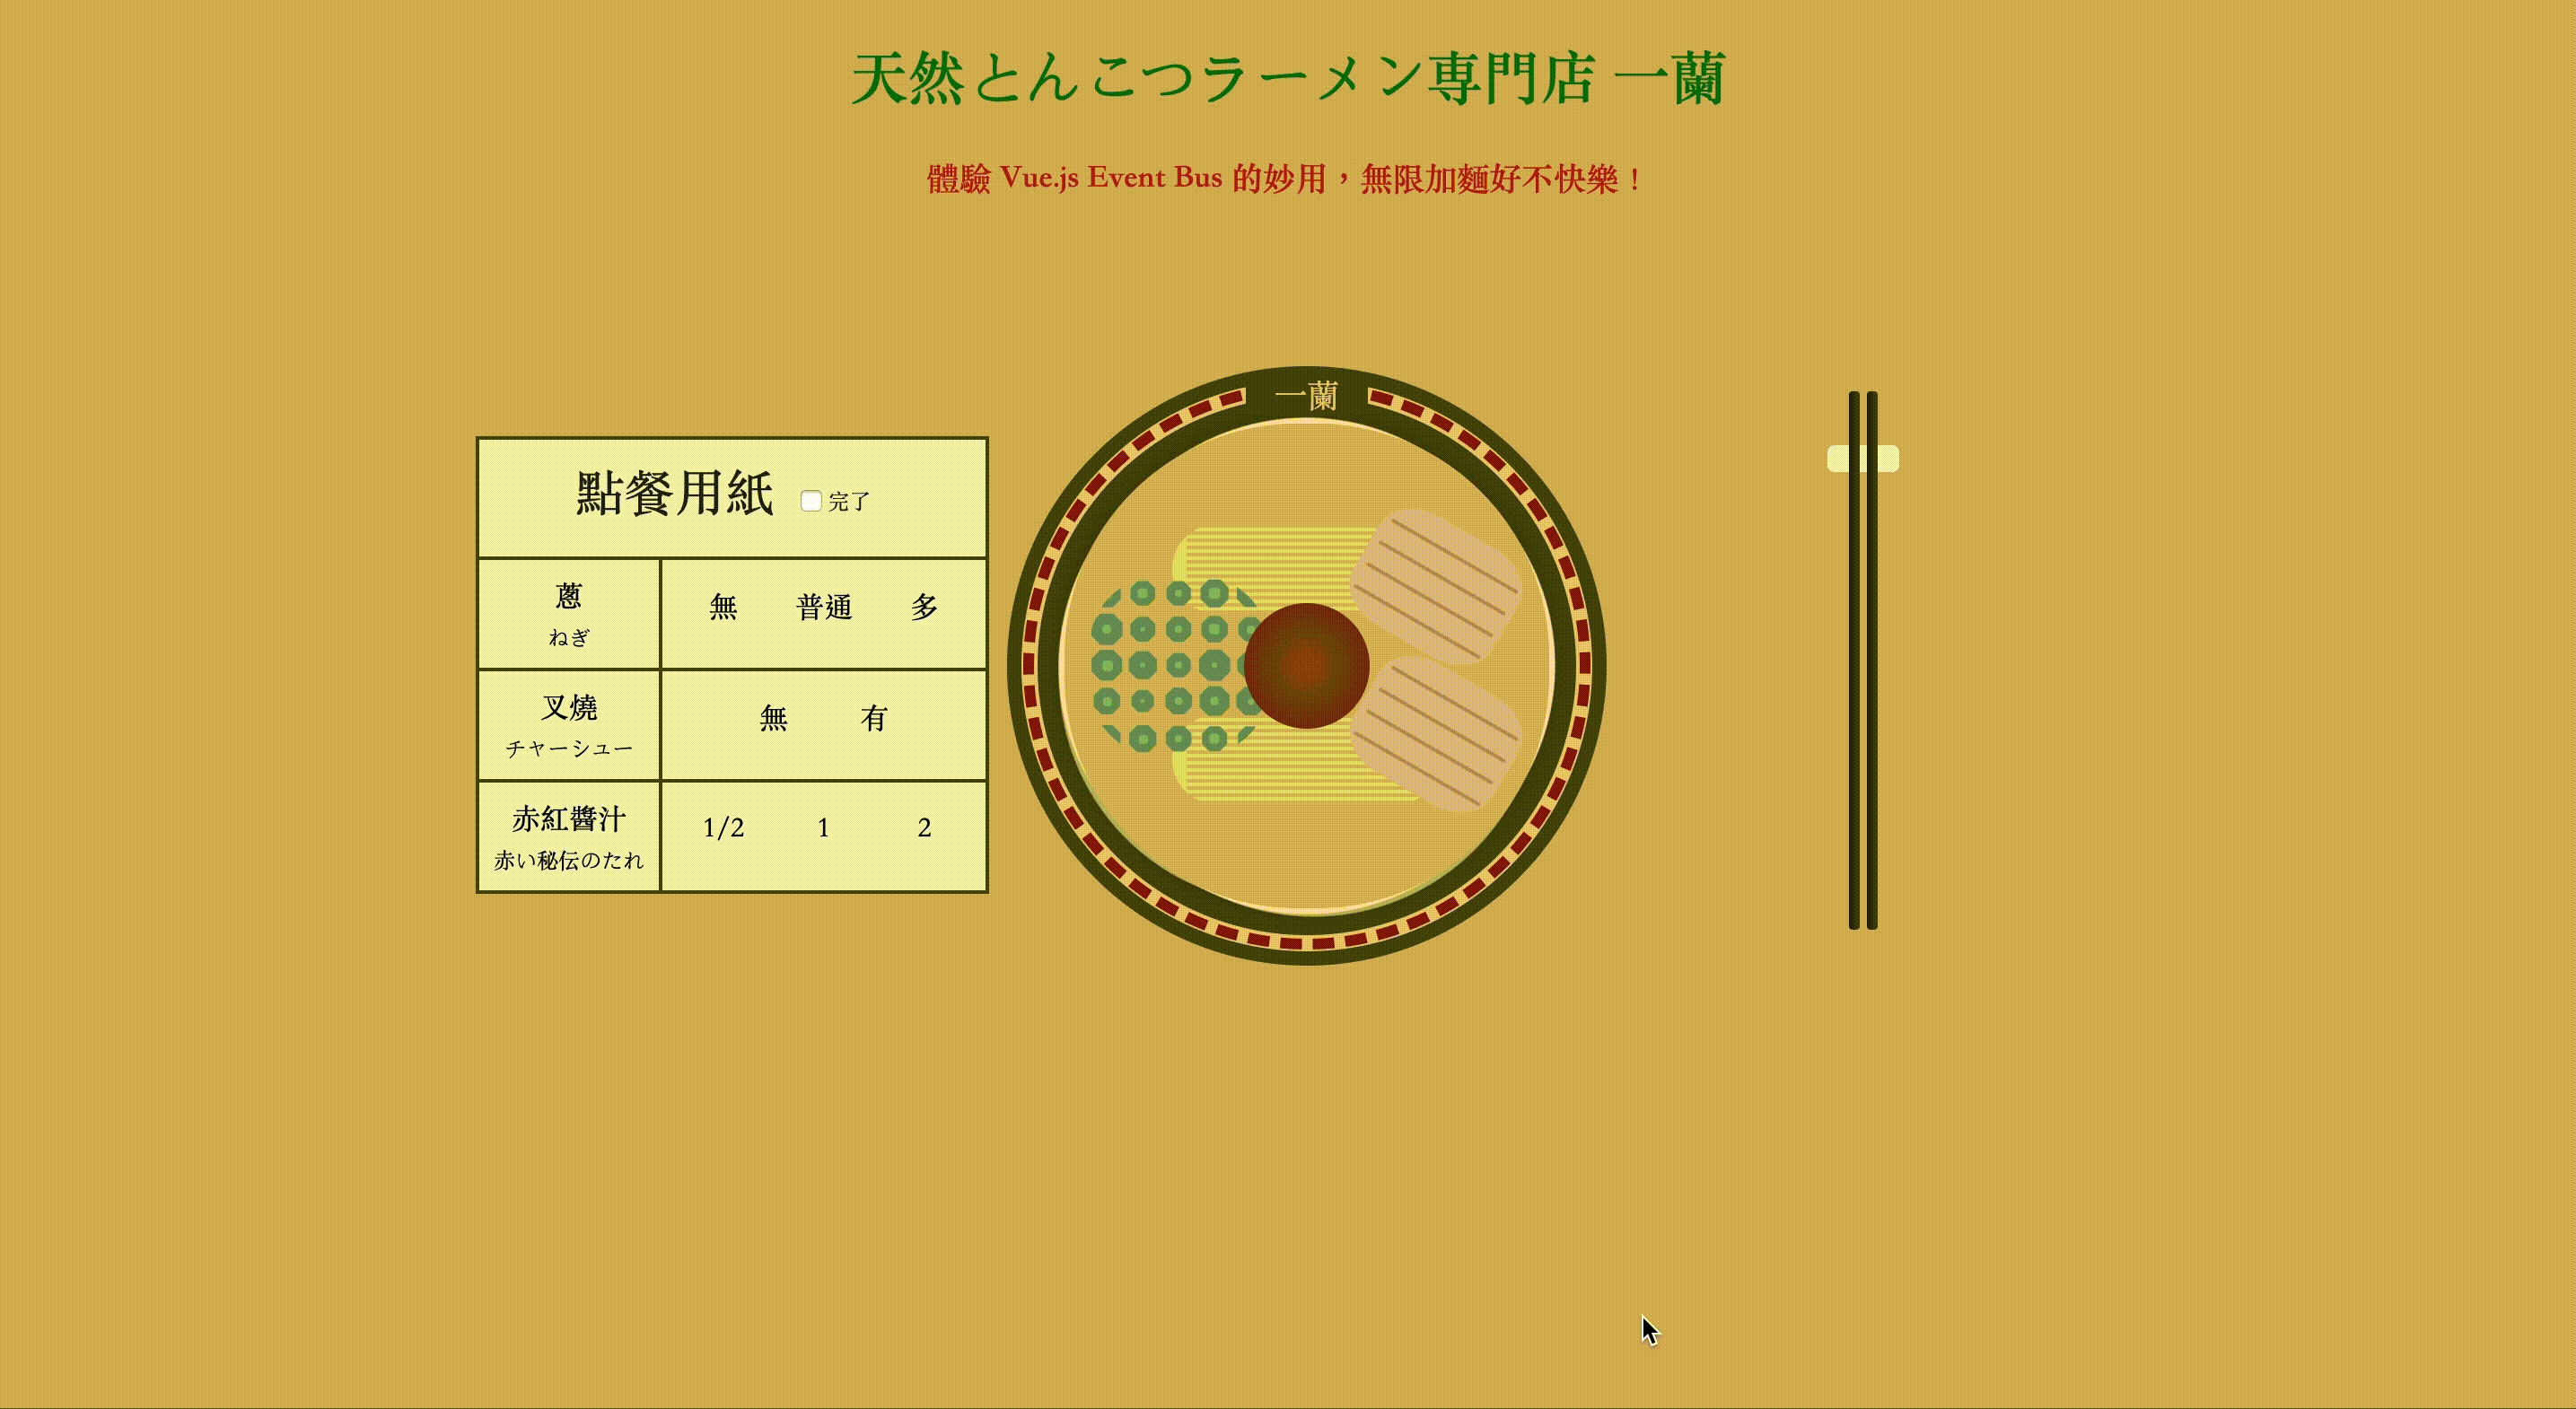 天然とんこつラーメン専門店 一蘭
體驗 Vue.js Event Bus 的妙用，無限加麵好不快樂！
一蘭
點餐用紙 完了
蔥
ねぎ
無 普通 多
叉燒
チャーシュー
無 有
赤紅醬汁
赤い秘伝のたれ
1/2 1 2